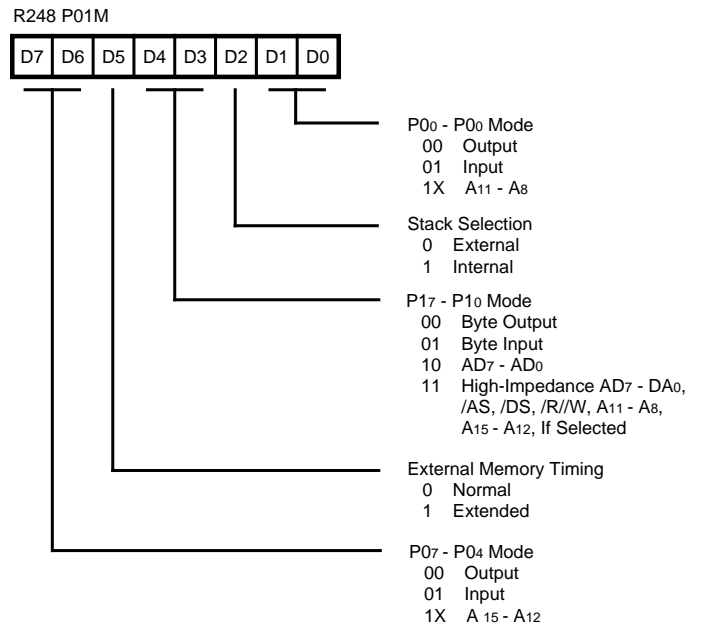 R248 P01M
D7 D6 D5 D4 D3 D2 D1 D0
P00 - P00 Mode
00 Output
01 Input
1X A11 - A8
Stack Selection
0 External
1 Internal
P17 - P10 Mode
00 Byte Output
01 Byte Input
10 AD7 - AD0
11 High-Impedance AD7 - DA0,
/AS, /DS, /R//W, A11 - A8,
A15 - A12, If Selected
External Memory Timing
0 Normal
1 Extended
P07 - P04 Mode
00 Output
01 Input
1X A 15 - A12